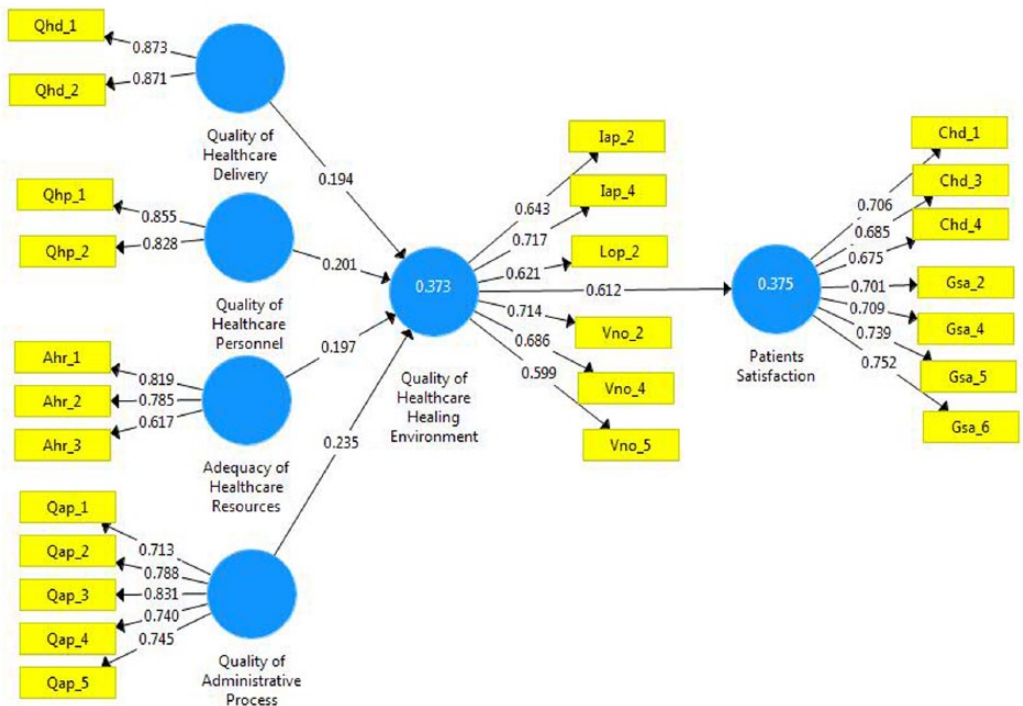 Qhd_1
0.873
Qhd_2
0.871
Quality of
Healthcare
Delivery
0.194
Qhp_1
0.855
Qhp_2
0.828
Quality of
Healthcare
Personnel
0.201
Ahr_1
0.819
Ahr_2
0.785
Ahr_3
0.617
Adequacy of
Healthcare
Resources
0.197
Qap_1
0.713
Qap_2
0.788
Qap_3
0.831
Qap_4
0.740
Qap_5
0.745
Quality of
Administrative
Process
0.235
0.373
Quality of
Healthcare
Healing
Environment
Iap_2
0.643
Iap_4
0.717
Lop_2
0.621
0.612
Vno_2
0.714
Vno_4
0.686
Vno_5
0.599
0.375
Patients
Satisfaction
Chd_1
0.706
Chd_3
0.685
Chd_4
0.675
Gsa_2
0.701
Gsa_4
0.709
Gsa_5
0.739
Gsa_6
0.752